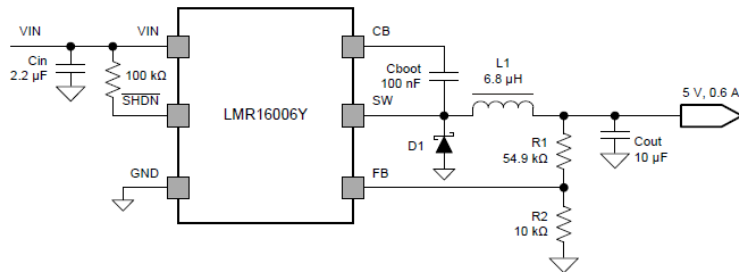 VIN
VIN
CB
Cin
2.2 µF
100 kΩ
SHDN
LMR16006Y
Cboot
100 nF
L1
6.8 µH
SW
5 V, 0.6 A
D1
R1
54.9 kΩ
Cout
10 µF
GND
FB
R2
10 kΩ